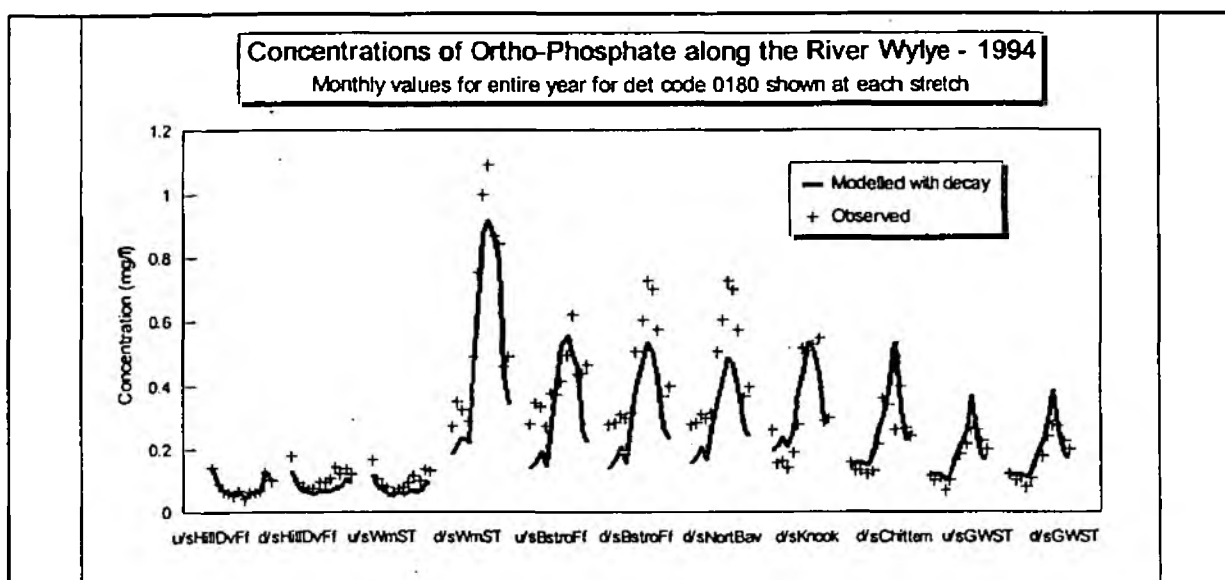 Concentrations of Ortho-Phosphate along the River Wylye - 1994
Monthly values for entire year for det code 0180 shown at each stretch
1.2
1
0.8
0.6
0.4
0.2
0
Concentration (mg/l)
Modelled with decay
+ Observed
u/sHillDvFf d/sHillDvFf u/sWmST d/sWmST u/sBstroFf d/sBstroFf d/sNortBav d/sKnook d/sChittern u/sGWST d/sGWST